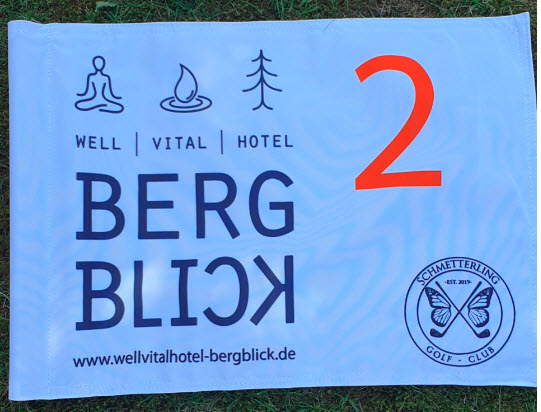 2
WELL | VITAL | HOTEL
BERG
BLICK
www.wellvitalhotel-bergblick.de
SCHMETTERLING
-EST. 2019-
GOLF - CLUB